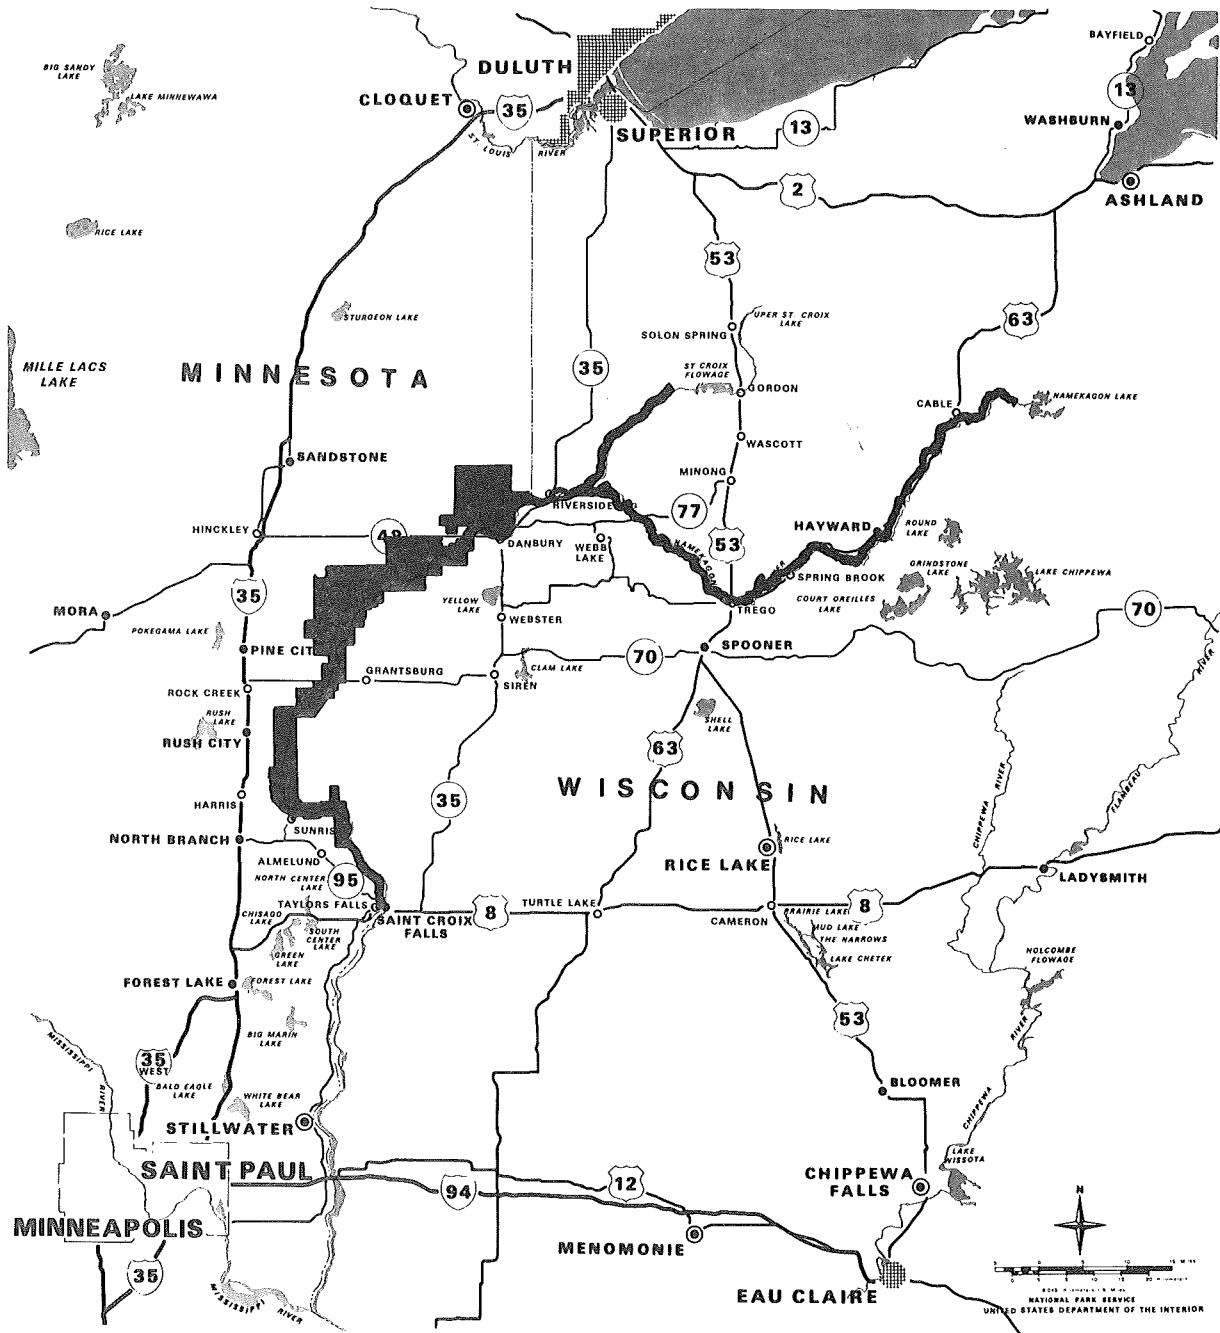 BAYFIELD
BIG SANDY
LAKE
LAKE MINNEWAWA
DULUTH
CLOQUET
35
13
WASHBURN
SUPERIOR
13
ST. LOUIS
RIVER
2
ASHLAND
RICE LAKE
53
STURGEON LAKE
UPER ST. CROIX
LAKE
SOLON SPRING
63
MILLE LACS
LAKE
MINNESOTA
35
ST CROIX
FLOWAGE
GORDON
CABLE
NAMEKAGON LAKE
WASCOTT
SANDSTONE
MINONG
RIVERSIDE
77
HINCKLEY
48
DANBURY
WEBB
LAKE
NAMEKAGON
53
HAYWARD
ROUND
LAKE
GRINDSTONE
LAKE
LAKE CHIPPEWA
SPRING BROOK
COURT OREILLES
LAKE
35
YELLOW
LAKE
TREGO
MORA
WEBSTER
70
POKEGAMA LAKE
PINE CIT
SPOONER
70
CLAM LAKE
GRANTSBURG
SIREN
RIVER
ROCK CREEK
RUSH
LAKE
RUSH CITY
SHELL
LAKE
63
WISCONSIN
CHIPPEWA
RIVER
FLAMBEAU
HARRIS
35
SUNRIS
NORTH BRANCH
RICE LAKE
RICE LAKE
ALMELUND
NORTH CENTER
LAKE
95
LADYSMITH
TAYLORS FALLS
CHISAGO
LAKE
SAINT CROIX
FALLS
8
TURTLE LAKE
CAMERON
PRAIRIE LAKE
8
SOUTH
CENTER
LAKE
GREEN
LAKE
MUD LAKE
THE NARROWS
LAKE CHETEK
HOLCOMBE
FLOWAGE
FOREST LAKE
FOREST LAKE
BIG MARIN
LAKE
53
RIVER
MISSISSIPPI
RIVER
35
WEST
BALD EAGLE
LAKE
WHITE BEAR
LAKE
BLOOMER
CHIPPEWA
STILLWATER
SAINT PAUL
LAKE
WISSOTA
CHIPPEWA
FALLS
12
94
N
MINNEAPOLIS
MENOMONIE
35
MISSISSIPPI
RIVER
EAU CLAIRE
NATIONAL PARK SERVICE
UNITED STATES DEPARTMENT OF THE INTERIOR